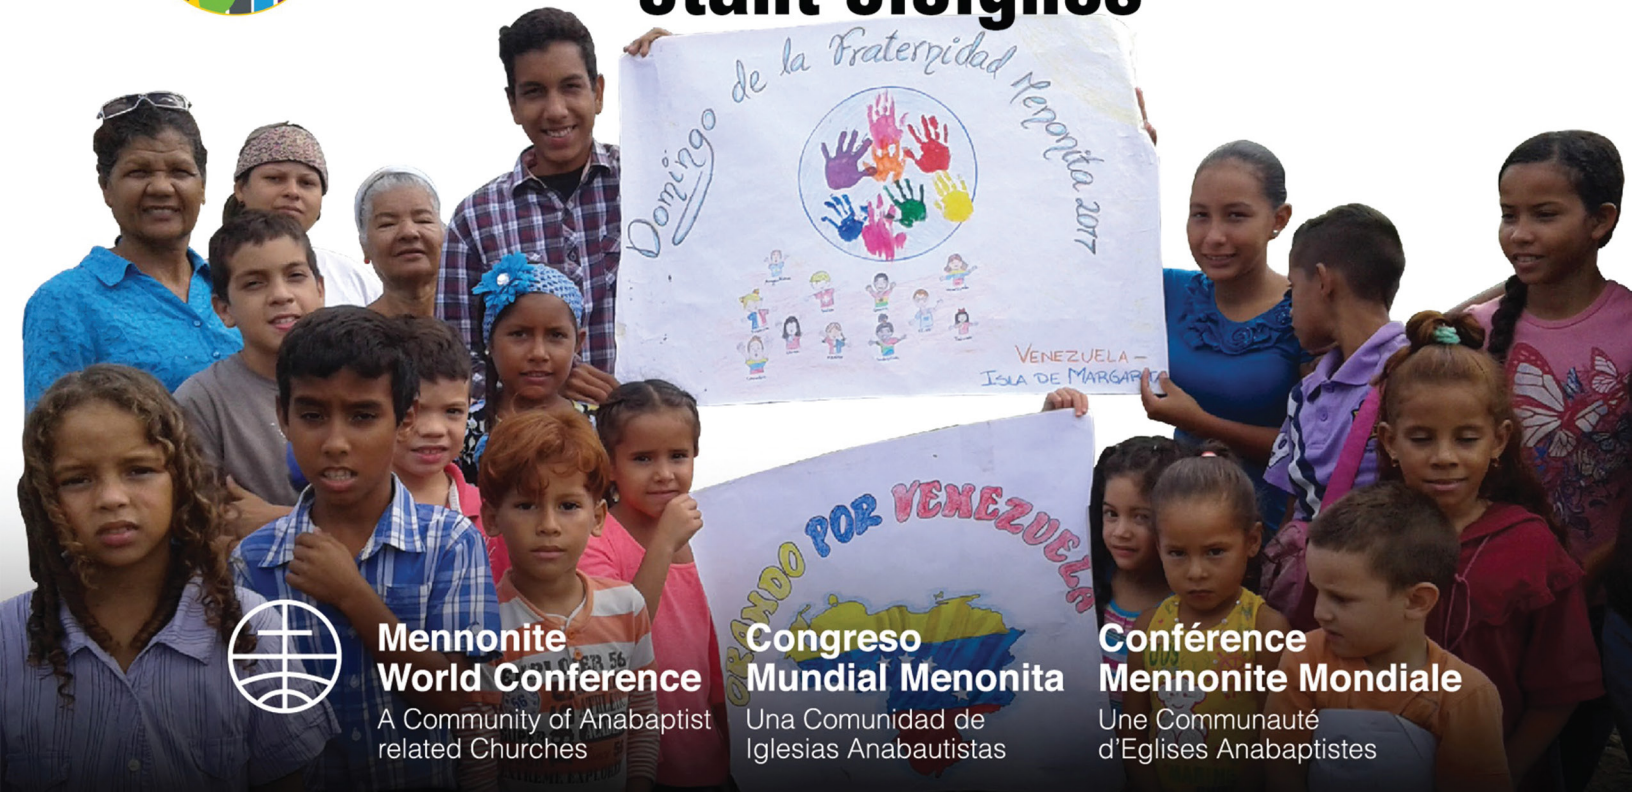 Domingo de la Fraternidad Menonita 2017
VENEZUELA –
ISLA DE MARGARITA
ORANDO POR VENEZUELA
Mennonite
World Conference
A Community of Anabaptist
related Churches
Congreso
Mundial Menonita
Una Comunidad de
Iglesias Anabautistas
Conférence
Mennonite Mondiale
Une Communauté
d'Eglises Anabaptistes